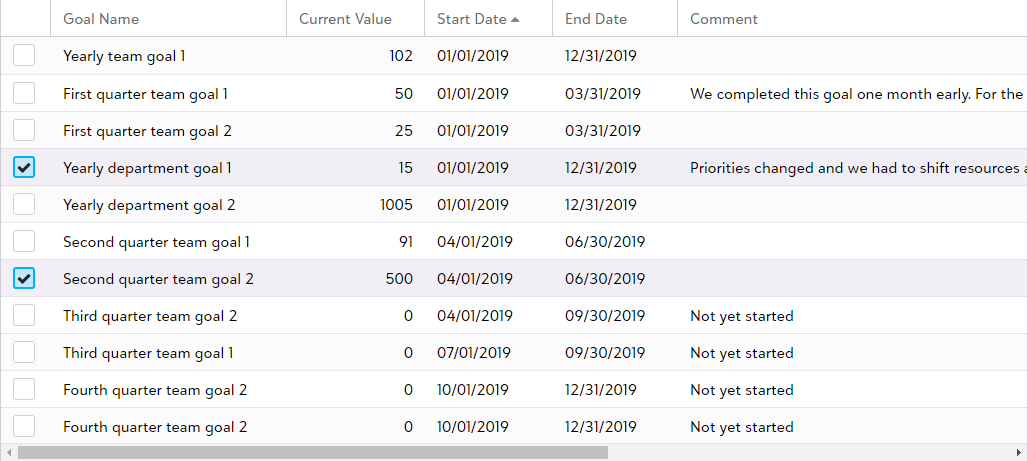 Goal Name Current Value Start Date End Date Comment
Yearly team goal 1 102 01/01/2019 12/31/2019
First quarter team goal 1 50 01/01/2019 03/31/2019 We completed this goal one month early. For the
First quarter team goal 2 25 01/01/2019 03/31/2019
Yearly department goal 1 15 01/01/2019 12/31/2019 Priorities changed and we had to shift resources a
Yearly department goal 2 1005 01/01/2019 12/31/2019
Second quarter team goal 1 91 04/01/2019 06/30/2019
Second quarter team goal 2 500 04/01/2019 06/30/2019
Third quarter team goal 2 0 04/01/2019 09/30/2019 Not yet started
Third quarter team goal 1 0 07/01/2019 09/30/2019 Not yet started
Fourth quarter team goal 2 0 10/01/2019 12/31/2019 Not yet started
Fourth quarter team goal 2 0 10/01/2019 12/31/2019 Not yet started